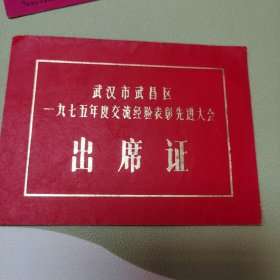 武汉市武昌区
一九七五年度交流经验表彰先进大会
出席证